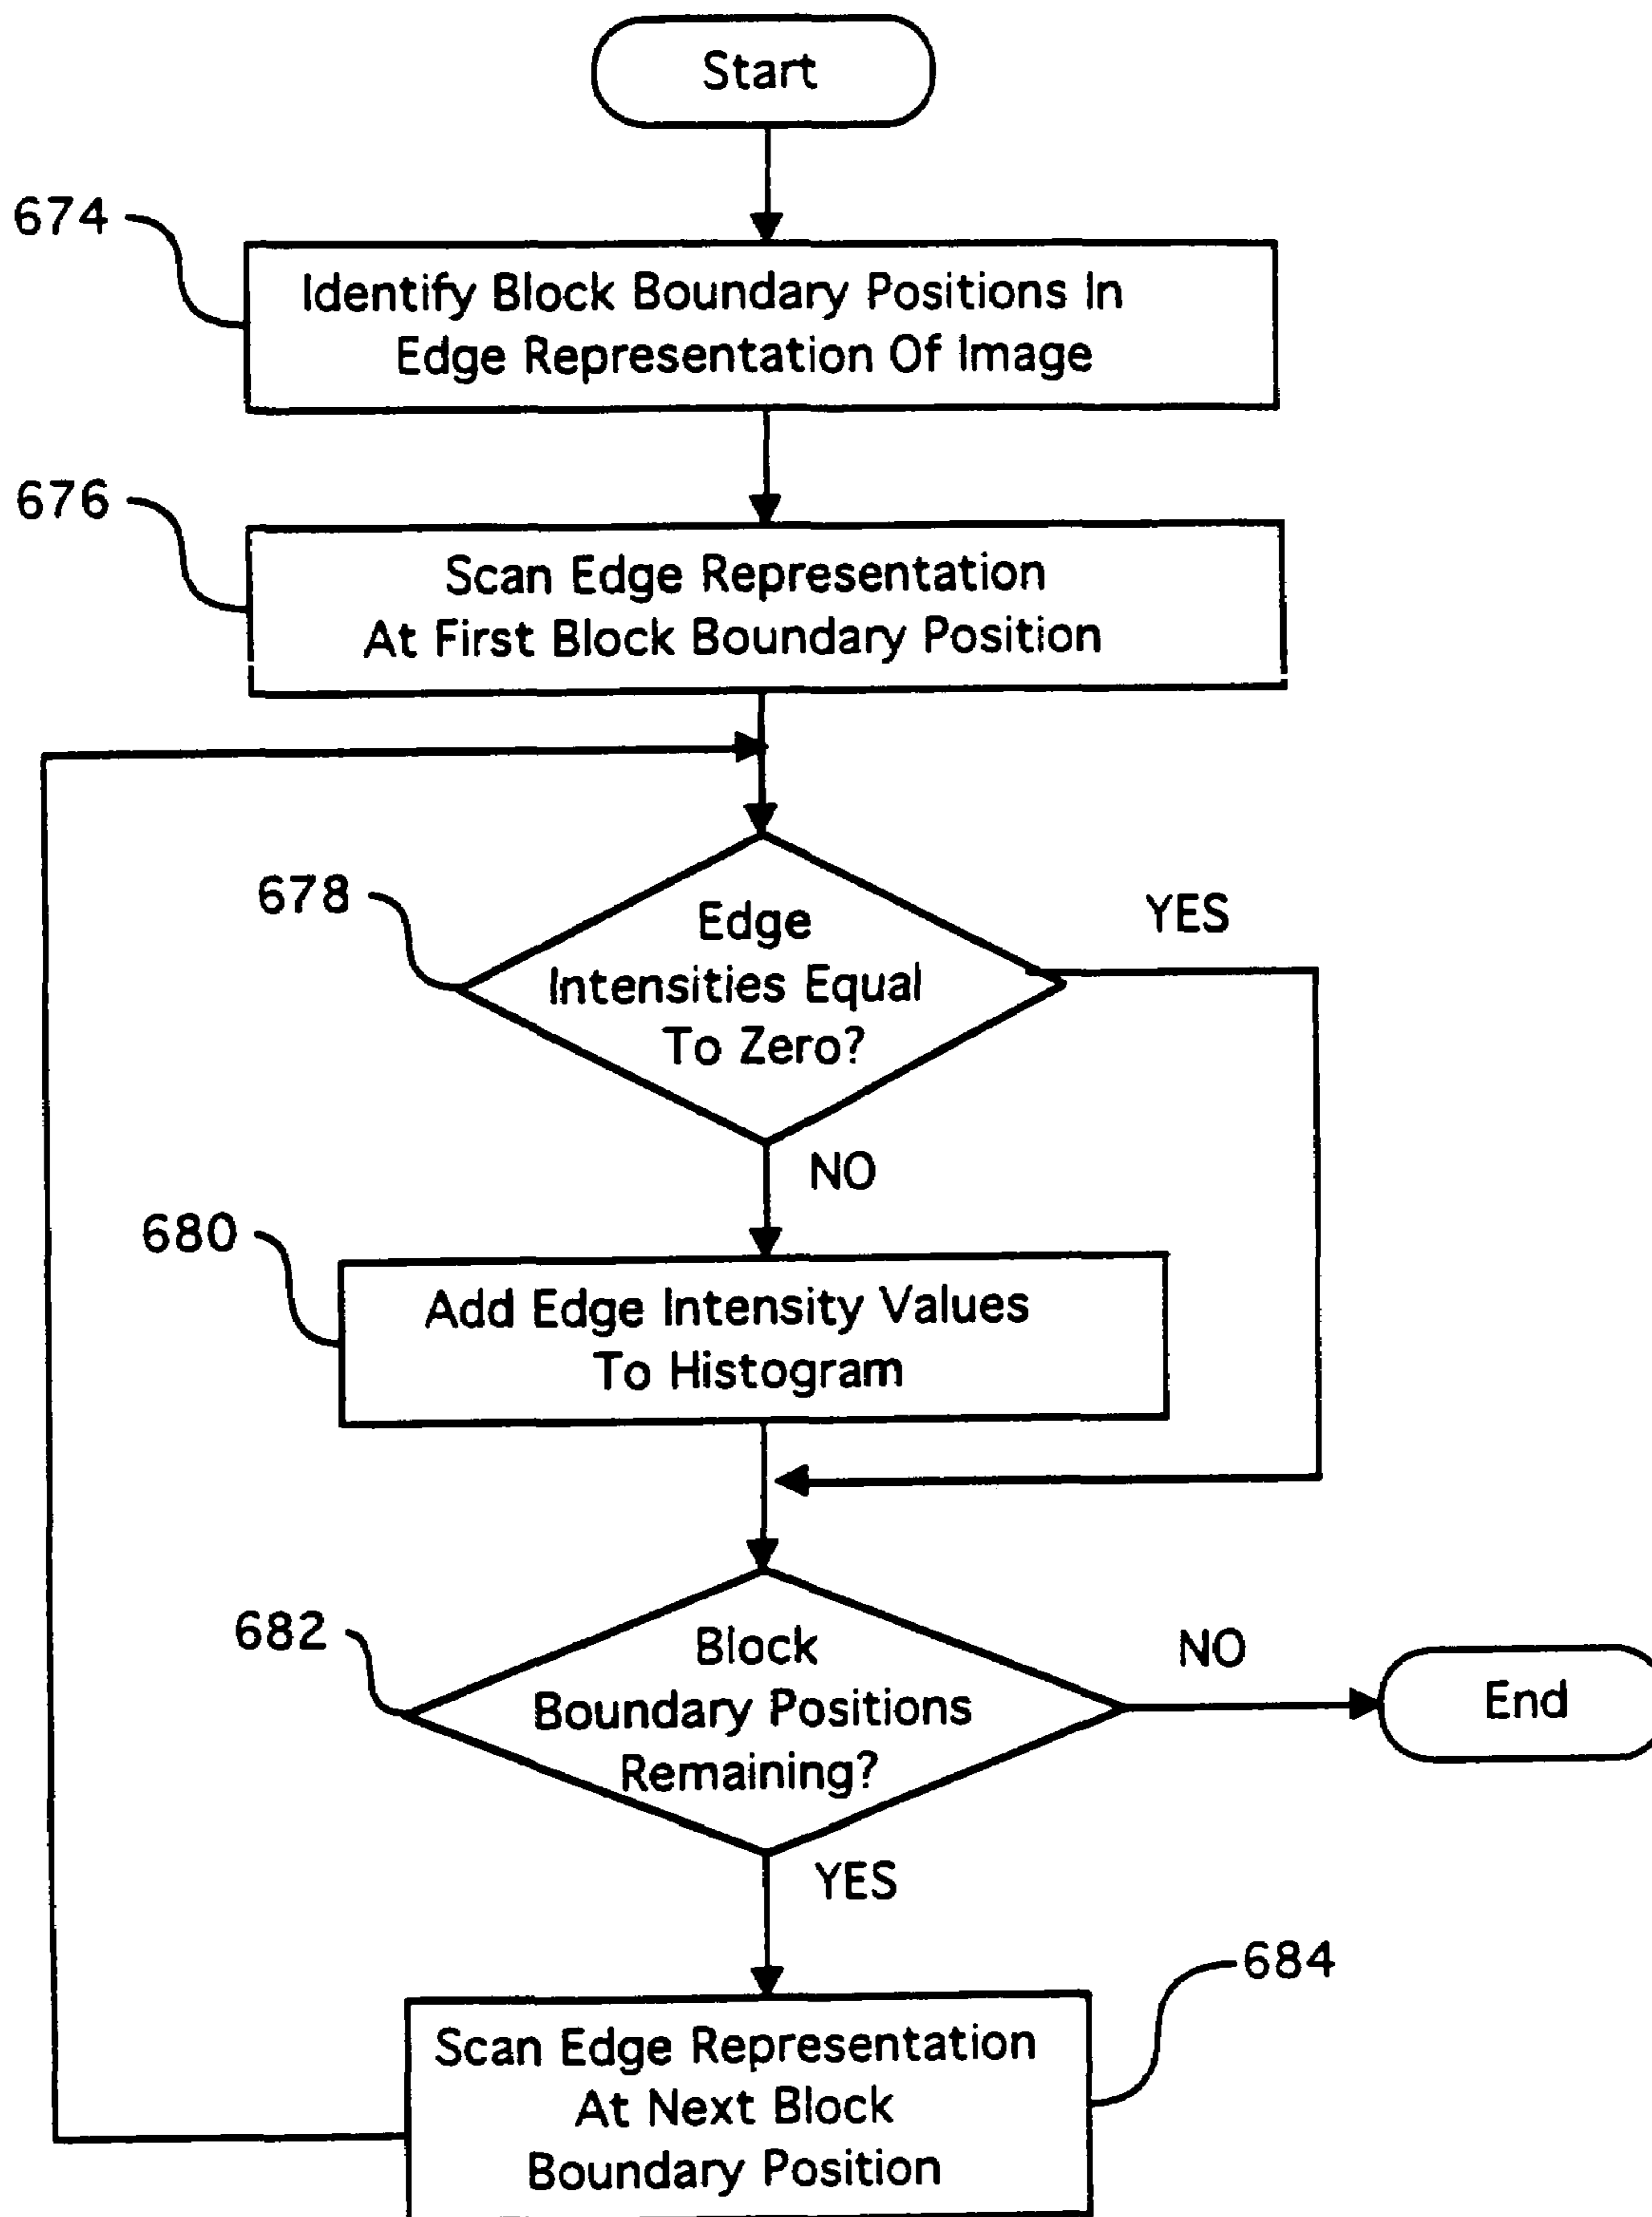 Start
674
Identify Block Boundary Positions In
Edge Representation Of Image
676
Scan Edge Representation
At First Block Boundary Position
678
Edge
Intensities Equal
To Zero?
YES
NO
680
Add Edge Intensity Values
To Histogram
682
Block
Boundary Positions
Remaining?
NO
End
YES
684
Scan Edge Representation
At Next Block
Boundary Position